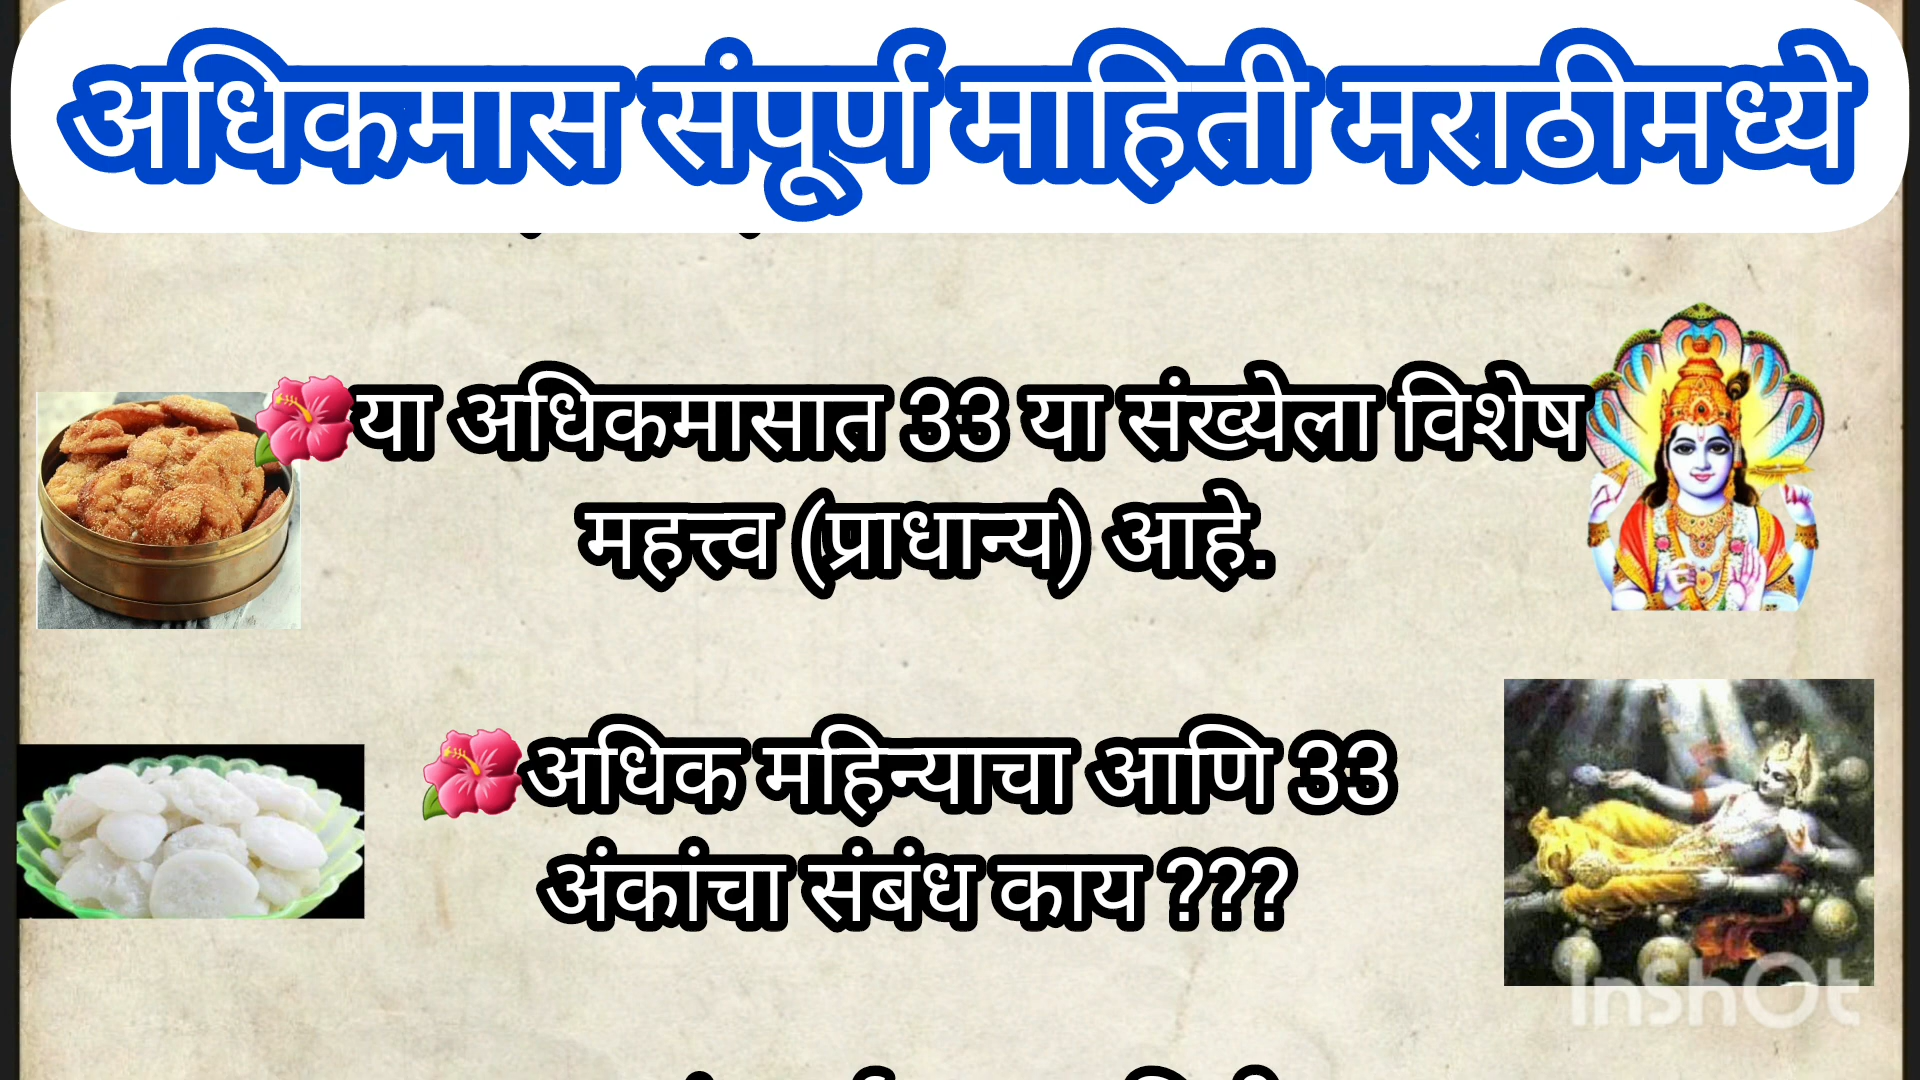 अधिकमास संपूर्ण माहिती मराठीमध्ये
🌺या अधिकमासात 33 या संख्येला विशेष
महत्त्व (प्राधान्य) आहे.
🌺अधिक महिन्याचा आणि 33
अंकांचा संबंध काय ???
InShOt